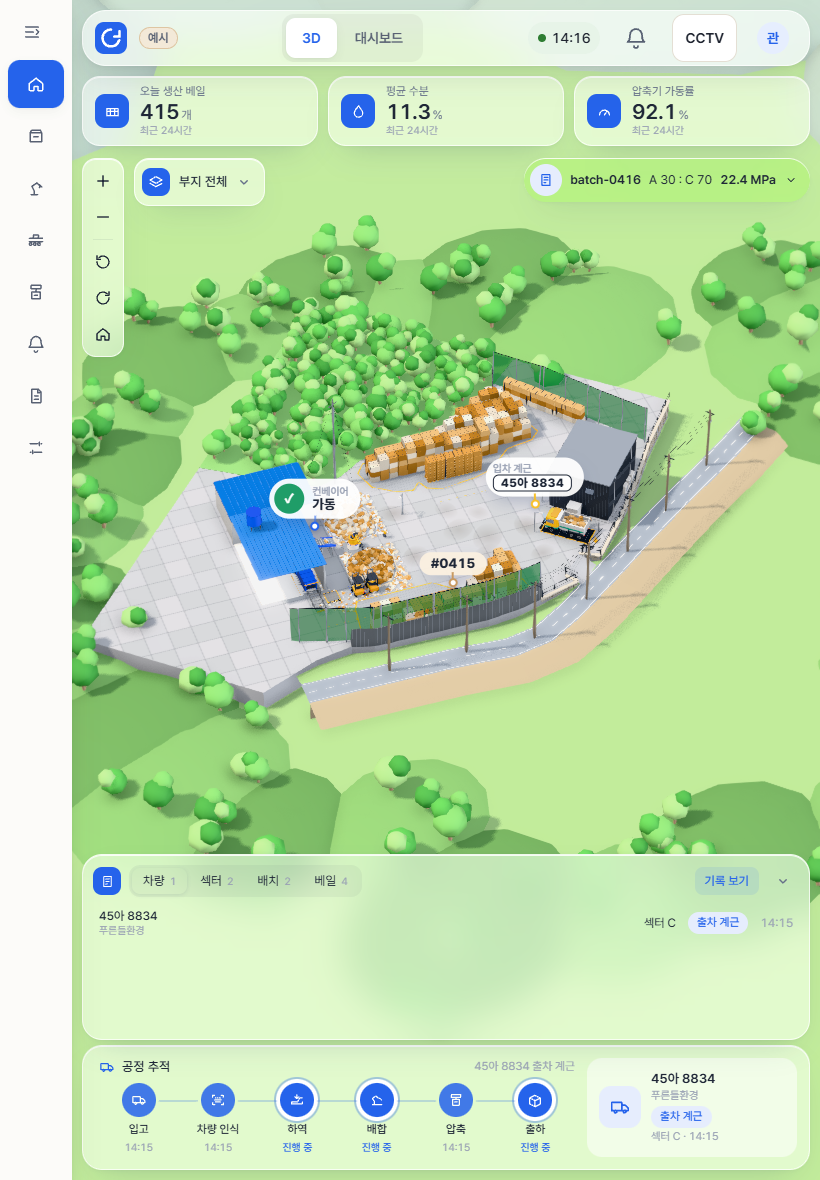 예시
3D
대시보드
14:16
CCTV
관
오늘 생산 베일
415개
최근 24시간
평균 수분
11.3%
최근 24시간
압축기 가동률
92.1%
최근 24시간
부지 전체
batch-0416 A 30 : C 70 22.4 MPa
컨베이어
가동
입차 계근
45아 8834
#0415
차량 1
섹터 2
배치 2
베일 4
기록 보기
45아 8834
푸른들환경
섹터 C
출차 계근
14:15
공정 추적
45아 8834 출차 계근
입고
14:15
차량 인식
14:15
하역
진행 중
배합
진행 중
압축
14:15
출하
진행 중
45아 8834
푸른들환경
출차 계근
섹터 C · 14:15